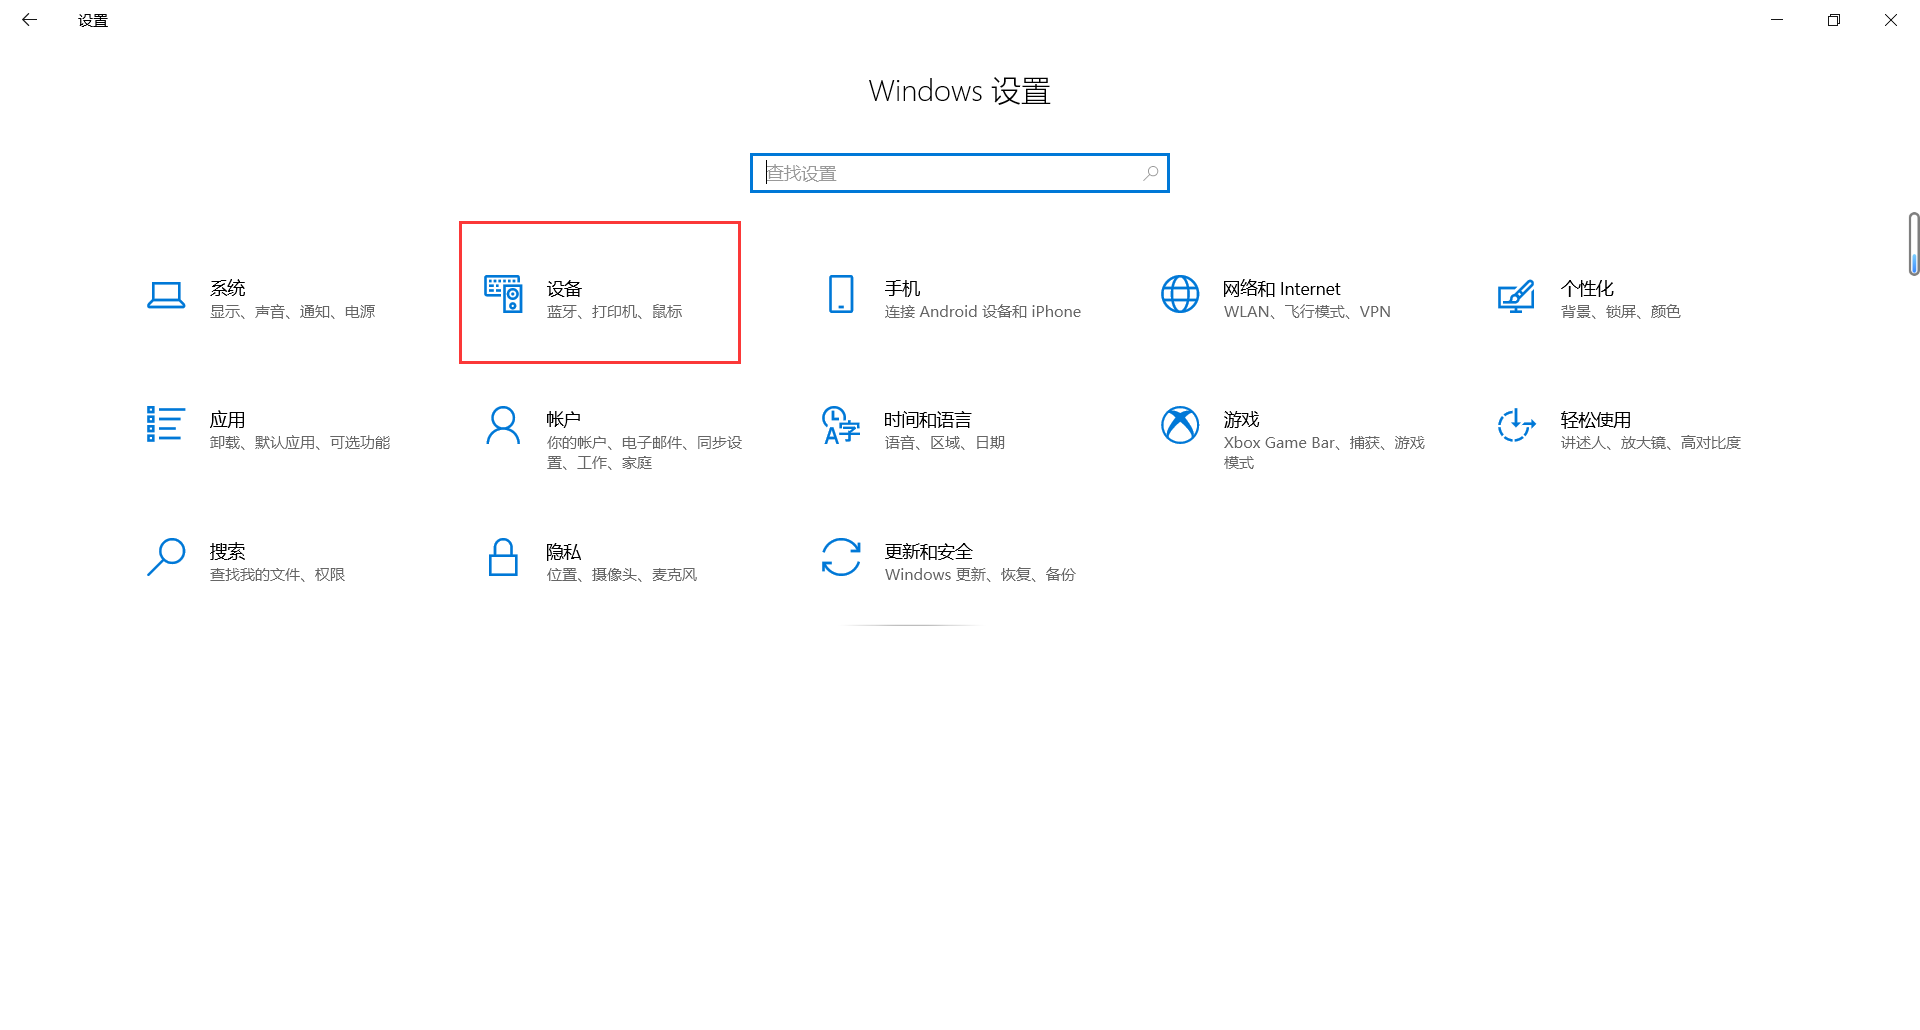 设置
Windows 设置
查找设置
系统
显示、声音、通知、电源
设备
蓝牙、打印机、鼠标
手机
连接 Android 设备和 iPhone
网络和 Internet
WLAN、飞行模式、VPN
个性化
背景、锁屏、颜色
应用
卸载、默认应用、可选功能
帐户
你的帐户、电子邮件、同步设
置、工作、家庭
时间和语言
语音、区域、日期
游戏
Xbox Game Bar、捕获、游戏
模式
轻松使用
讲述人、放大镜、高对比度
搜索
查找我的文件、权限
隐私
位置、摄像头、麦克风
更新和安全
Windows 更新、恢复、备份